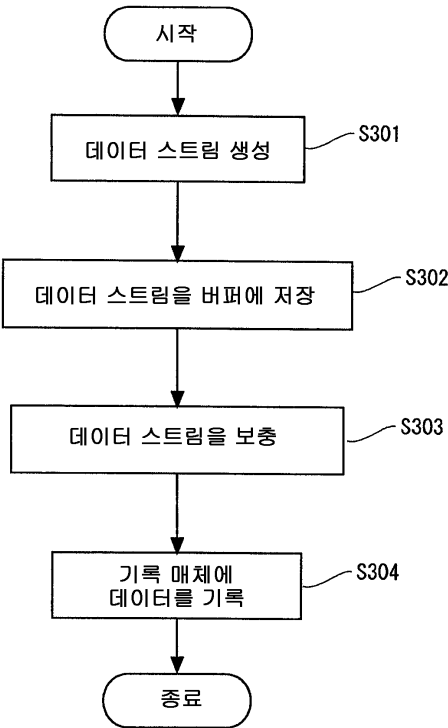 시작
데이터 스트림 생성
S301
데이터 스트림을 버퍼에 저장
S302
데이터 스트림을 보충
S303
기록 매체에
데이터를 기록
S304
종료